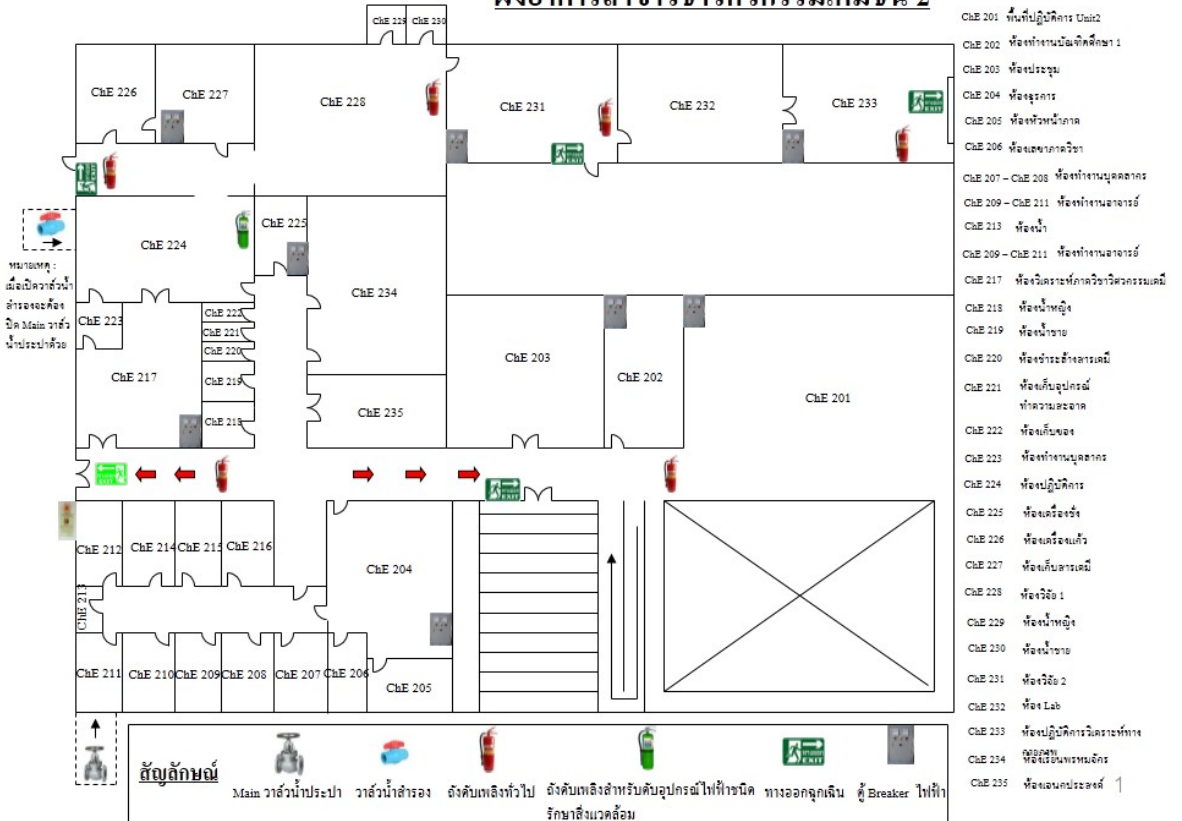 ChE 229 ChE 230
ChE 201 พื้นที่ปฏิบัติการ Unit2
ChE 202 ห้องทำงานบัณฑิตศึกษา 1
ChE 203 ห้องประชุม
ChE 204 ห้องธุรการ
ChE 205 ห้องหัวหน้าภาค
ChE 206 ห้องเลขาภาควิชา
ChE 207 – ChE 208 ห้องทำงานบุคลากร
ChE 209 – ChE 211 ห้องทำงานอาจารย์
ChE 213 ห้องน้ำ
ChE 209 – ChE 211 ห้องทำงานอาจารย์
ChE 217 ห้องวิเคราะห์ภาควิชาวิศวกรรมเคมี
ChE 218 ห้องน้ำหญิง
ChE 219 ห้องน้ำชาย
ChE 220 ห้องชำระล้างสารเคมี
ChE 221 ห้องเก็บอุปกรณ์
ทำความสะอาด
ChE 222 ห้องเก็บของ
ChE 223 ห้องทำงานบุคลากร
ChE 224 ห้องปฏิบัติการ
ChE 225 ห้องเครื่องชั่ง
ChE 226 ห้องเครื่องแก้ว
ChE 227 ห้องเก็บสารเคมี
ChE 228 ห้องวิจัย 1
ChE 229 ห้องน้ำหญิง
ChE 230 ห้องน้ำชาย
ChE 231 ห้องวิจัย 2
ChE 232 ห้อง Lab
ChE 233 ห้องปฏิบัติการวิเคราะห์ทาง
ChE 234 ห้องเรียนพรหมจักร
ChE 235 ห้องเอนกประสงค์ 1
ChE 226
ChE 227
ChE 228
ChE 231
ChE 232
ChE 233
EXIT
EXIT
ChE 224
ChE 225
หมายเหตุ :
เมื่อเปิดวาล์วน้ำ
สำรองจะต้อง
ปิด Main วาล์ว
น้ำประปาด้วย
ChE 234
ChE 223
ChE 222
ChE 221
ChE 220
ChE 219
ChE 218
ChE 217
ChE 235
ChE 203
ChE 202
ChE 201
EXIT
ChE 212
ChE 214
ChE 215
ChE 216
ChE 204
ChE 213
ChE 211
ChE 210
ChE 209
ChE 208
ChE 207
ChE 206
ChE 205
สัญลักษณ์
Main วาล์วน้ำประปา
วาล์วน้ำสำรอง
ถังดับเพลิงทั่วไป
ถังดับเพลิงสำหรับดับอุปกรณ์ไฟฟ้าชนิด
รักษาสิ่งแวดล้อม
EXIT
ทางออกฉุกเฉิน
ตู้ Breaker ไฟฟ้า